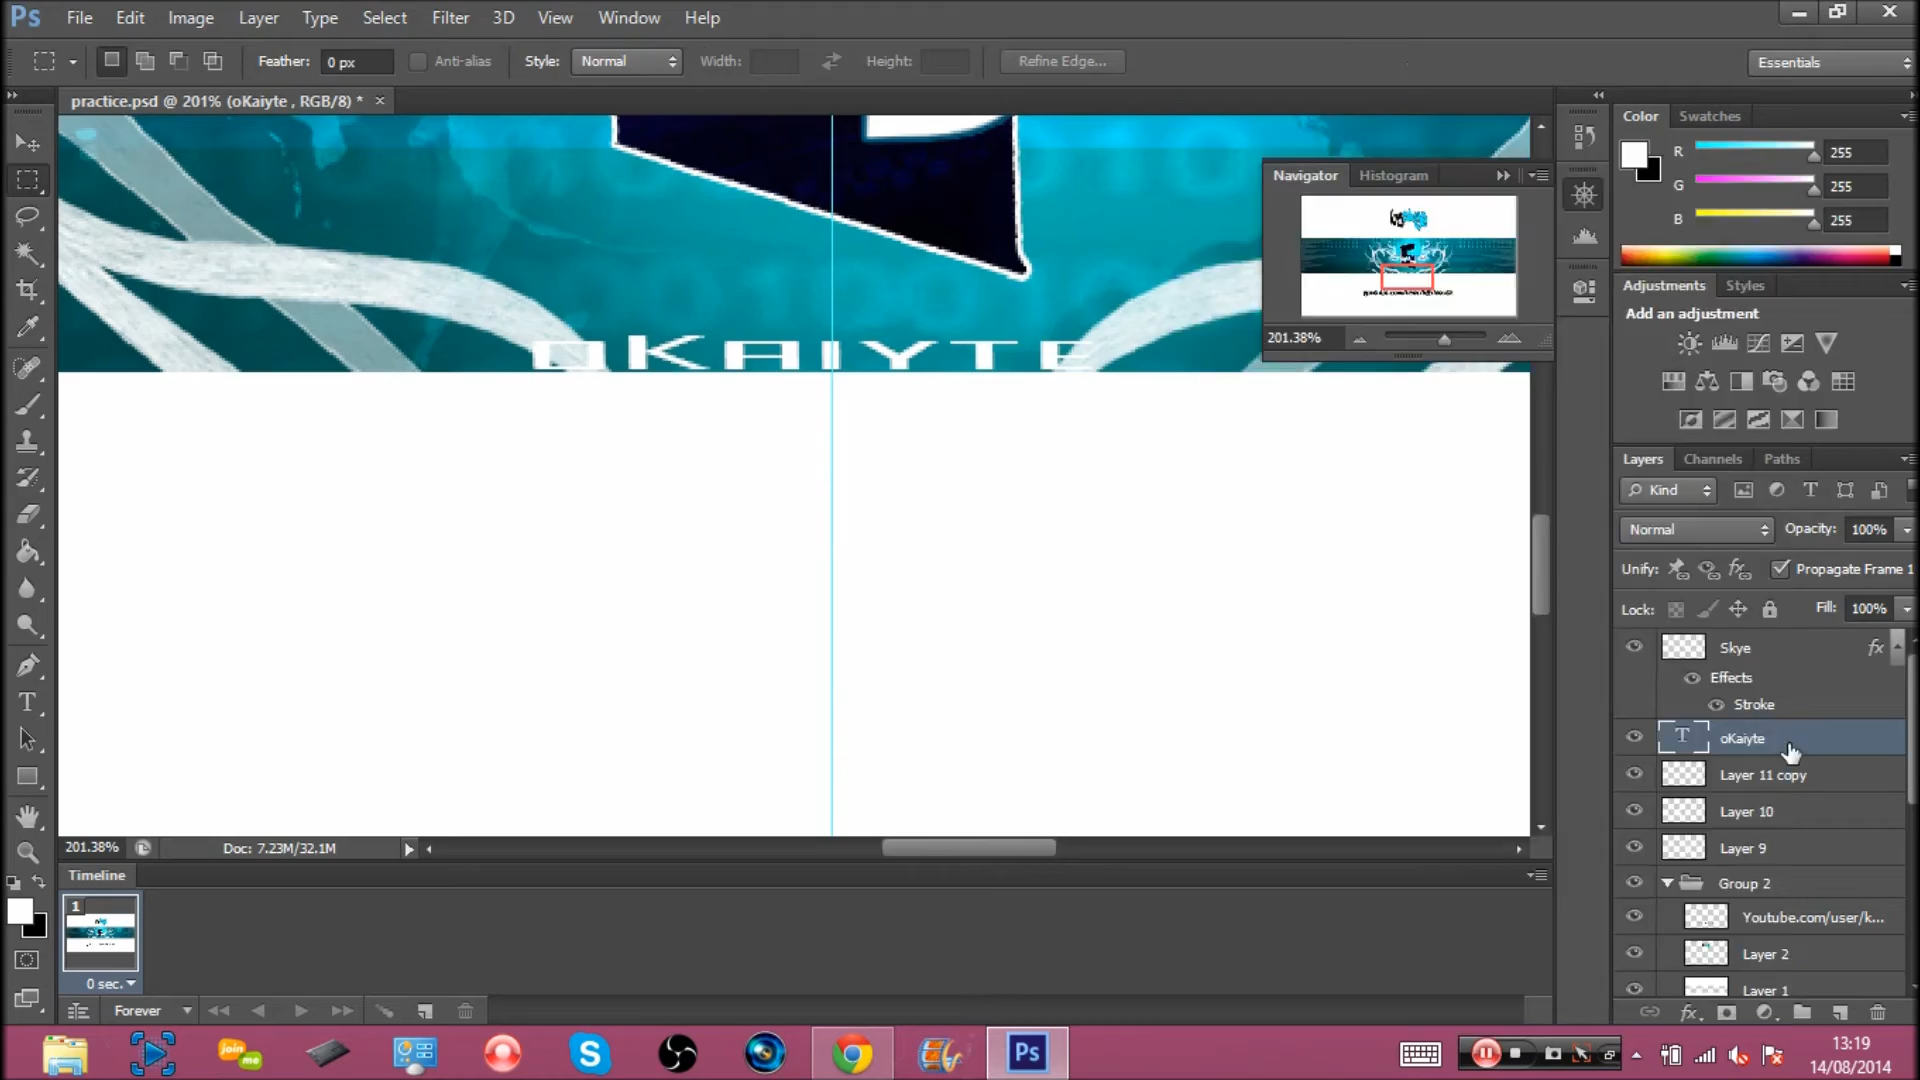 Ps File Edit Image Layer Type Select Filter 3D View Window Help
Feather: 0 px Anti-alias Style: Normal Width: Height: Refine Edge... Essentials
practice.psd @ 201% (oKaiyte , RGB/8) * ×
Color Swatches
R 255
G 255
B 255
Navigator Histogram
201.38%
Adjustments Styles
Add an adjustment
oKAIYTE
Layers Channels Paths
Kind
Normal Opacity: 100%
Unify: Propagate Frame 1
Lock: Fill: 100%
Skye fx
Effects
Stroke
T oKaiyte
Layer 11 copy
Layer 10
Layer 9
Group 2
Youtube.com/user/k...
Layer 2
Layer 1
201.38% Doc: 7.23M/32.1M
Timeline
1
0 sec.
Forever
join me
Ps
13:19
14/08/2014